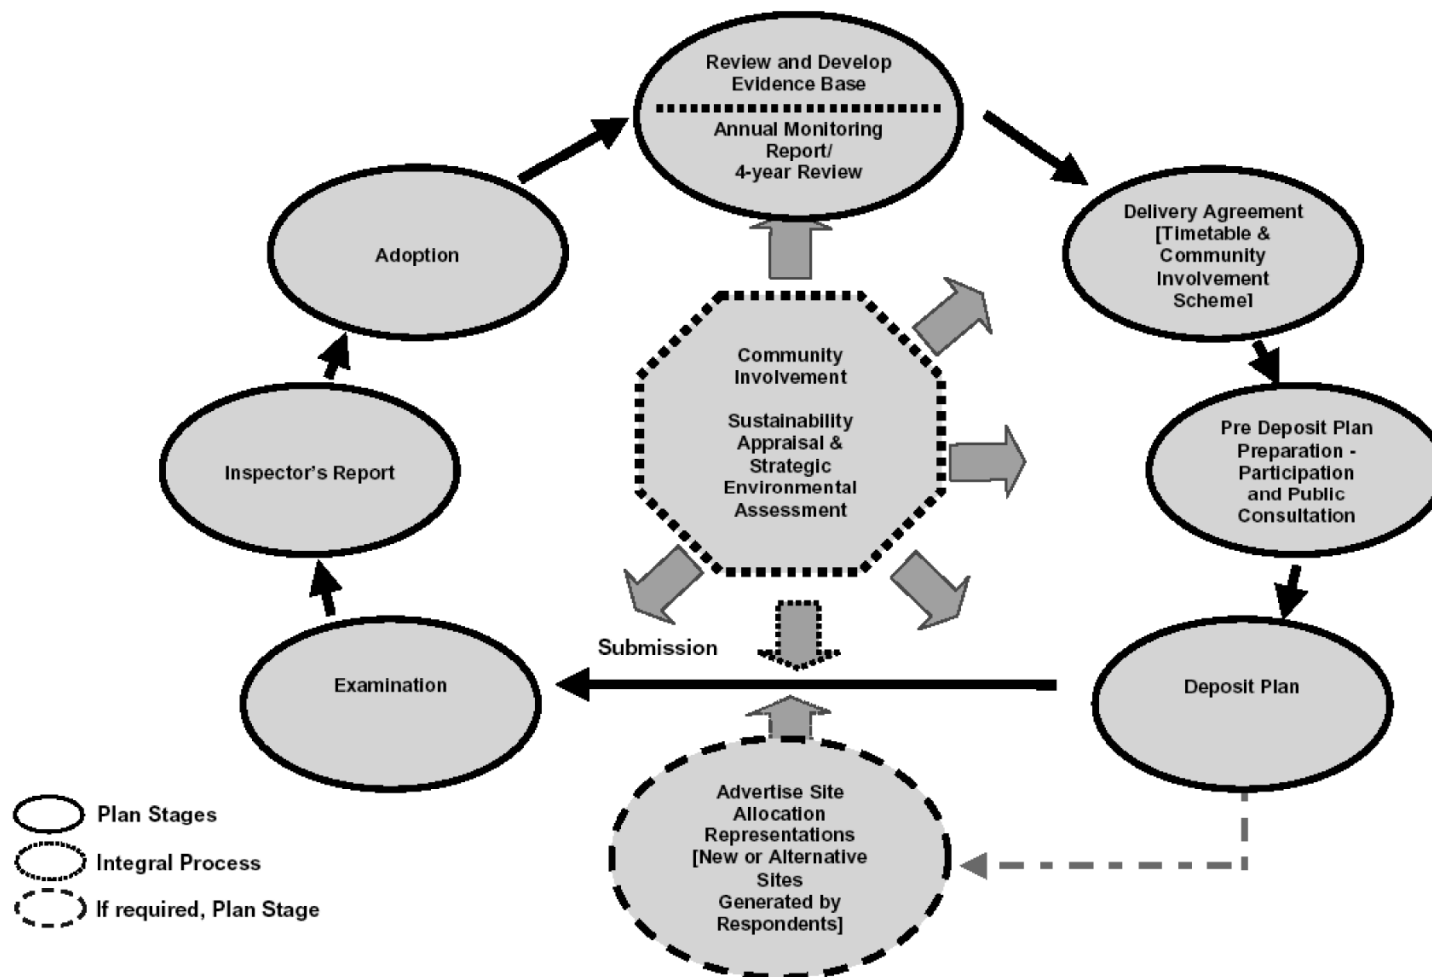 Review and Develop
Evidence Base
Annual Monitoring
Report/
4-year Review
Delivery Agreement
[Timetable &
Community
Involvement
Scheme]
Pre Deposit Plan
Preparation -
Participation
and Public
Consultation
Deposit Plan
Advertise Site
Allocation
Representations
[New or Alternative
Sites
Generated by
Respondents]
Submission
Examination
Inspector's Report
Adoption
Community
Involvement
Sustainability
Appraisal &
Strategic
Environmental
Assessment
Plan Stages
Integral Process
If required, Plan Stage